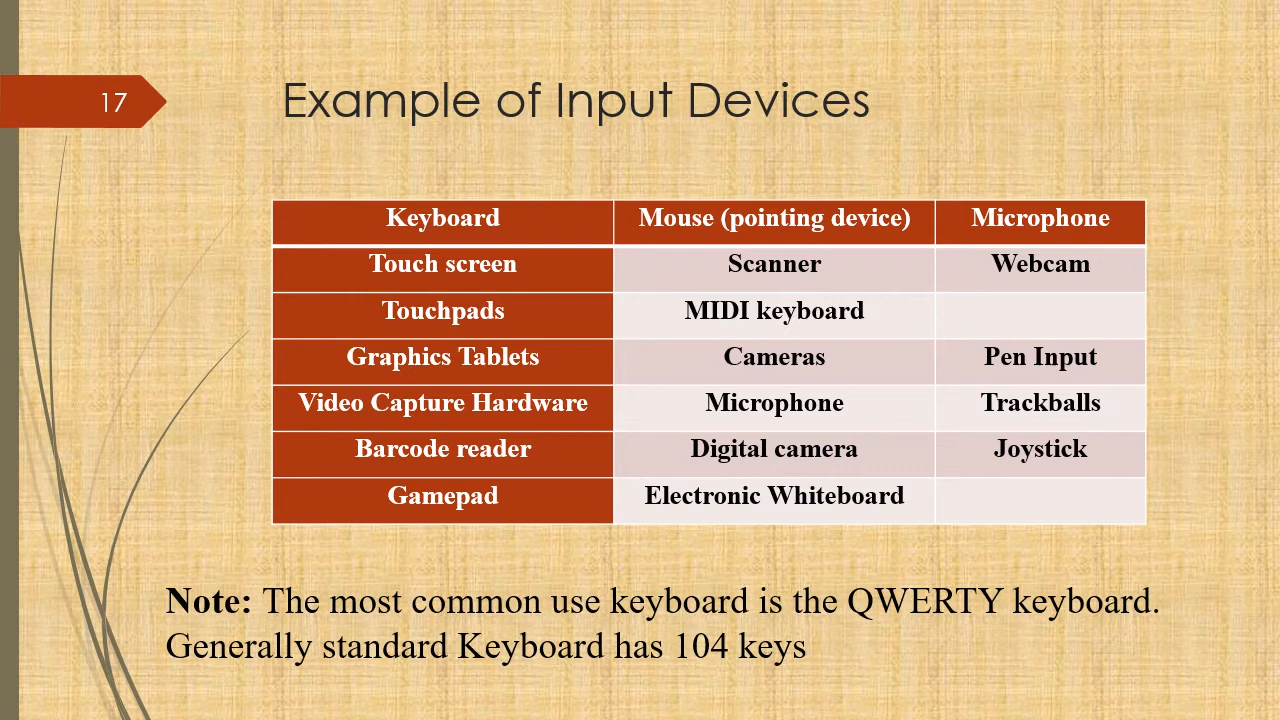 17
Example of Input Devices
Keyboard Mouse (pointing device) Microphone
Touch screen Scanner Webcam
Touchpads MIDI keyboard
Graphics Tablets Cameras Pen Input
Video Capture Hardware Microphone Trackballs
Barcode reader Digital camera Joystick
Gamepad Electronic Whiteboard
Note: The most common use keyboard is the QWERTY keyboard.
Generally standard Keyboard has 104 keys